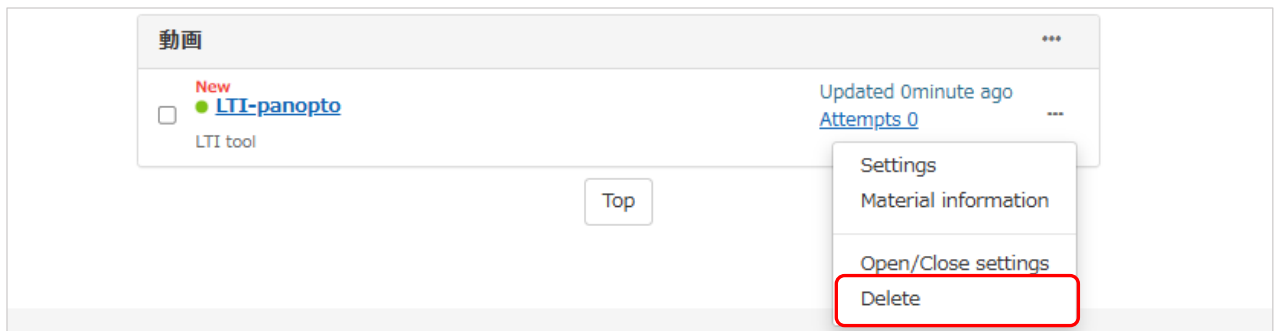 動画
New
LTI-panopto
LTI tool
Updated 0minute ago
Attempts 0
Settings
Material information
Open/Close settings
Delete
Top